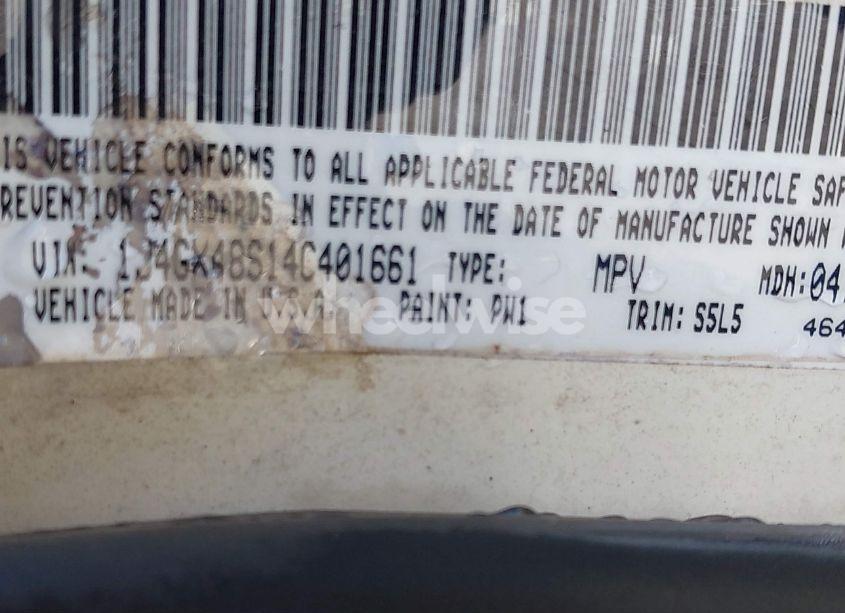 IS VEHICLE CONFORMS TO ALL APPLICABLE FEDERAL MOTOR VEHICLE SAF
REVENTION STANDARDS IN EFFECT ON THE DATE OF MANUFACTURE SHOWN
VIN: 1J4GX48S14C401661 TYPE: MPV MDH:04
VEHICLE MADE IN U.S.A. PAINT: PW1 TRIM: S5L5 464
wheelwise